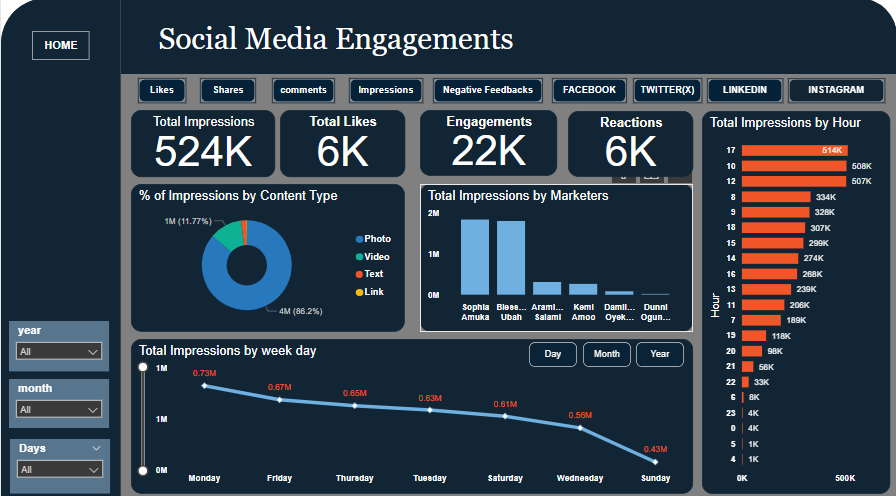 HOME
Social Media Engagements
Likes
Shares
comments
Impressions
Negative Feedbacks
FACEBOOK
TWITTER(X)
LINKEDIN
INSTAGRAM
Total Impressions
524K
Total Likes
6K
Engagements
22K
Reactions
6K
% of Impressions by Content Type
1M (11.77%)
4M (86.2%)
Photo
Video
Text
Link
Total Impressions by Marketers
2M
1M
0M
Sophia Amuka
Bless... Ubah
Arami... Salami
Kemi Amoo
Damil... Oyek...
Dunni Ogun...
Total Impressions by Hour
Hour
17 514K
10 508K
12 507K
8 334K
9 328K
18 307K
15 299K
14 274K
16 268K
13 239K
11 206K
7 189K
19 118K
20 98K
21 56K
22 33K
6 8K
23 4K
0 4K
5 1K
4 1K
0K 500K
year
All
month
All
Days
All
Total Impressions by week day
Day
Month
Year
1M
1M
0M
0.73M
0.67M
0.65M
0.63M
0.61M
0.56M
0.43M
Monday
Friday
Thursday
Tuesday
Saturday
Wednesday
Sunday